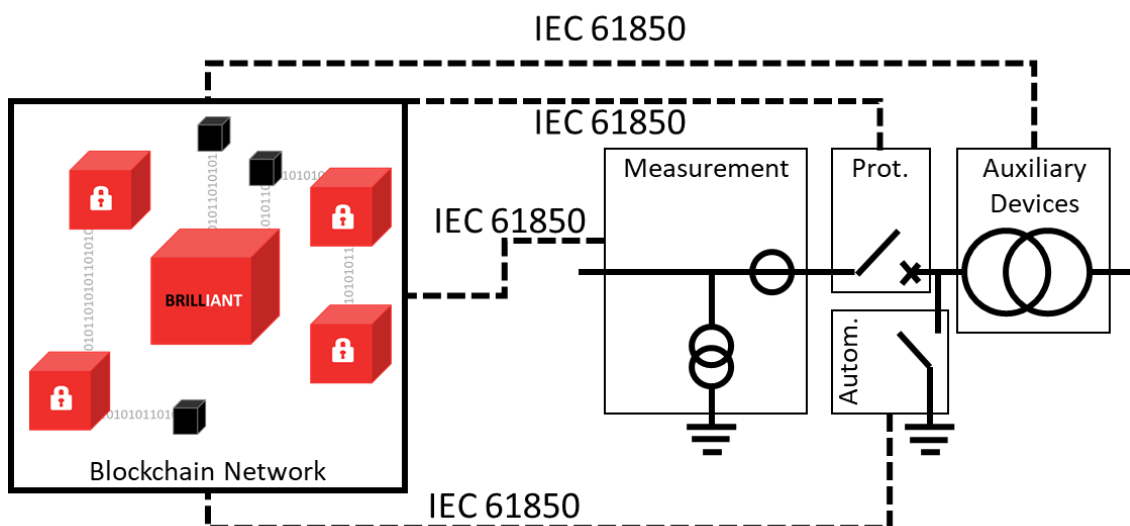 IEC 61850
IEC 61850
Measurement
Prot.
Auxiliary
Devices
IEC 61850
BRILLIANT
Autom.
Blockchain Network
IEC 61850